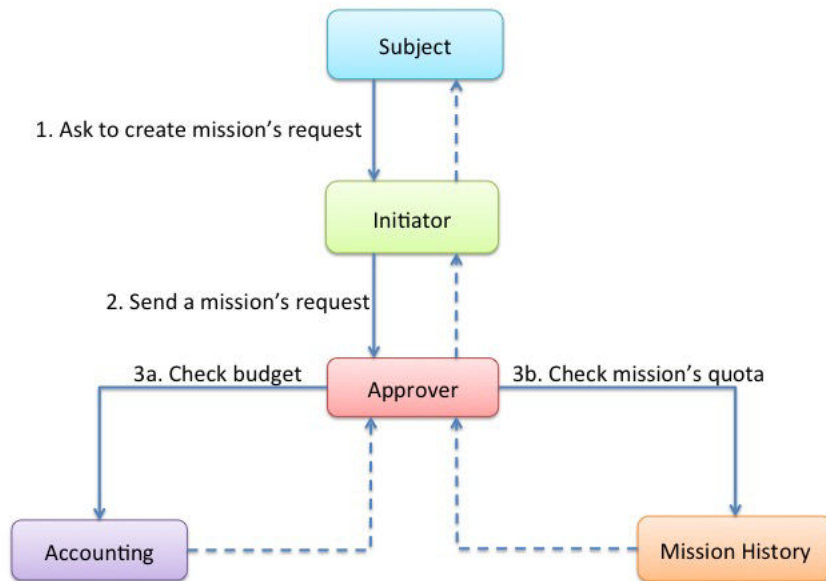 Subject
1. Ask to create mission’s request
Initiator
2. Send a mission’s request
3a. Check budget
Approver
3b. Check mission’s quota
Accounting
Mission History